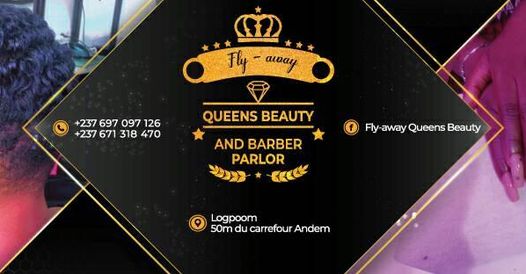 Fly - away
QUEENS BEAUTY
AND BARBER
PARLOR
+237 697 097 126
+237 671 318 470
Fly-away Queens Beauty
Logpoom
50m du carrefour Andem